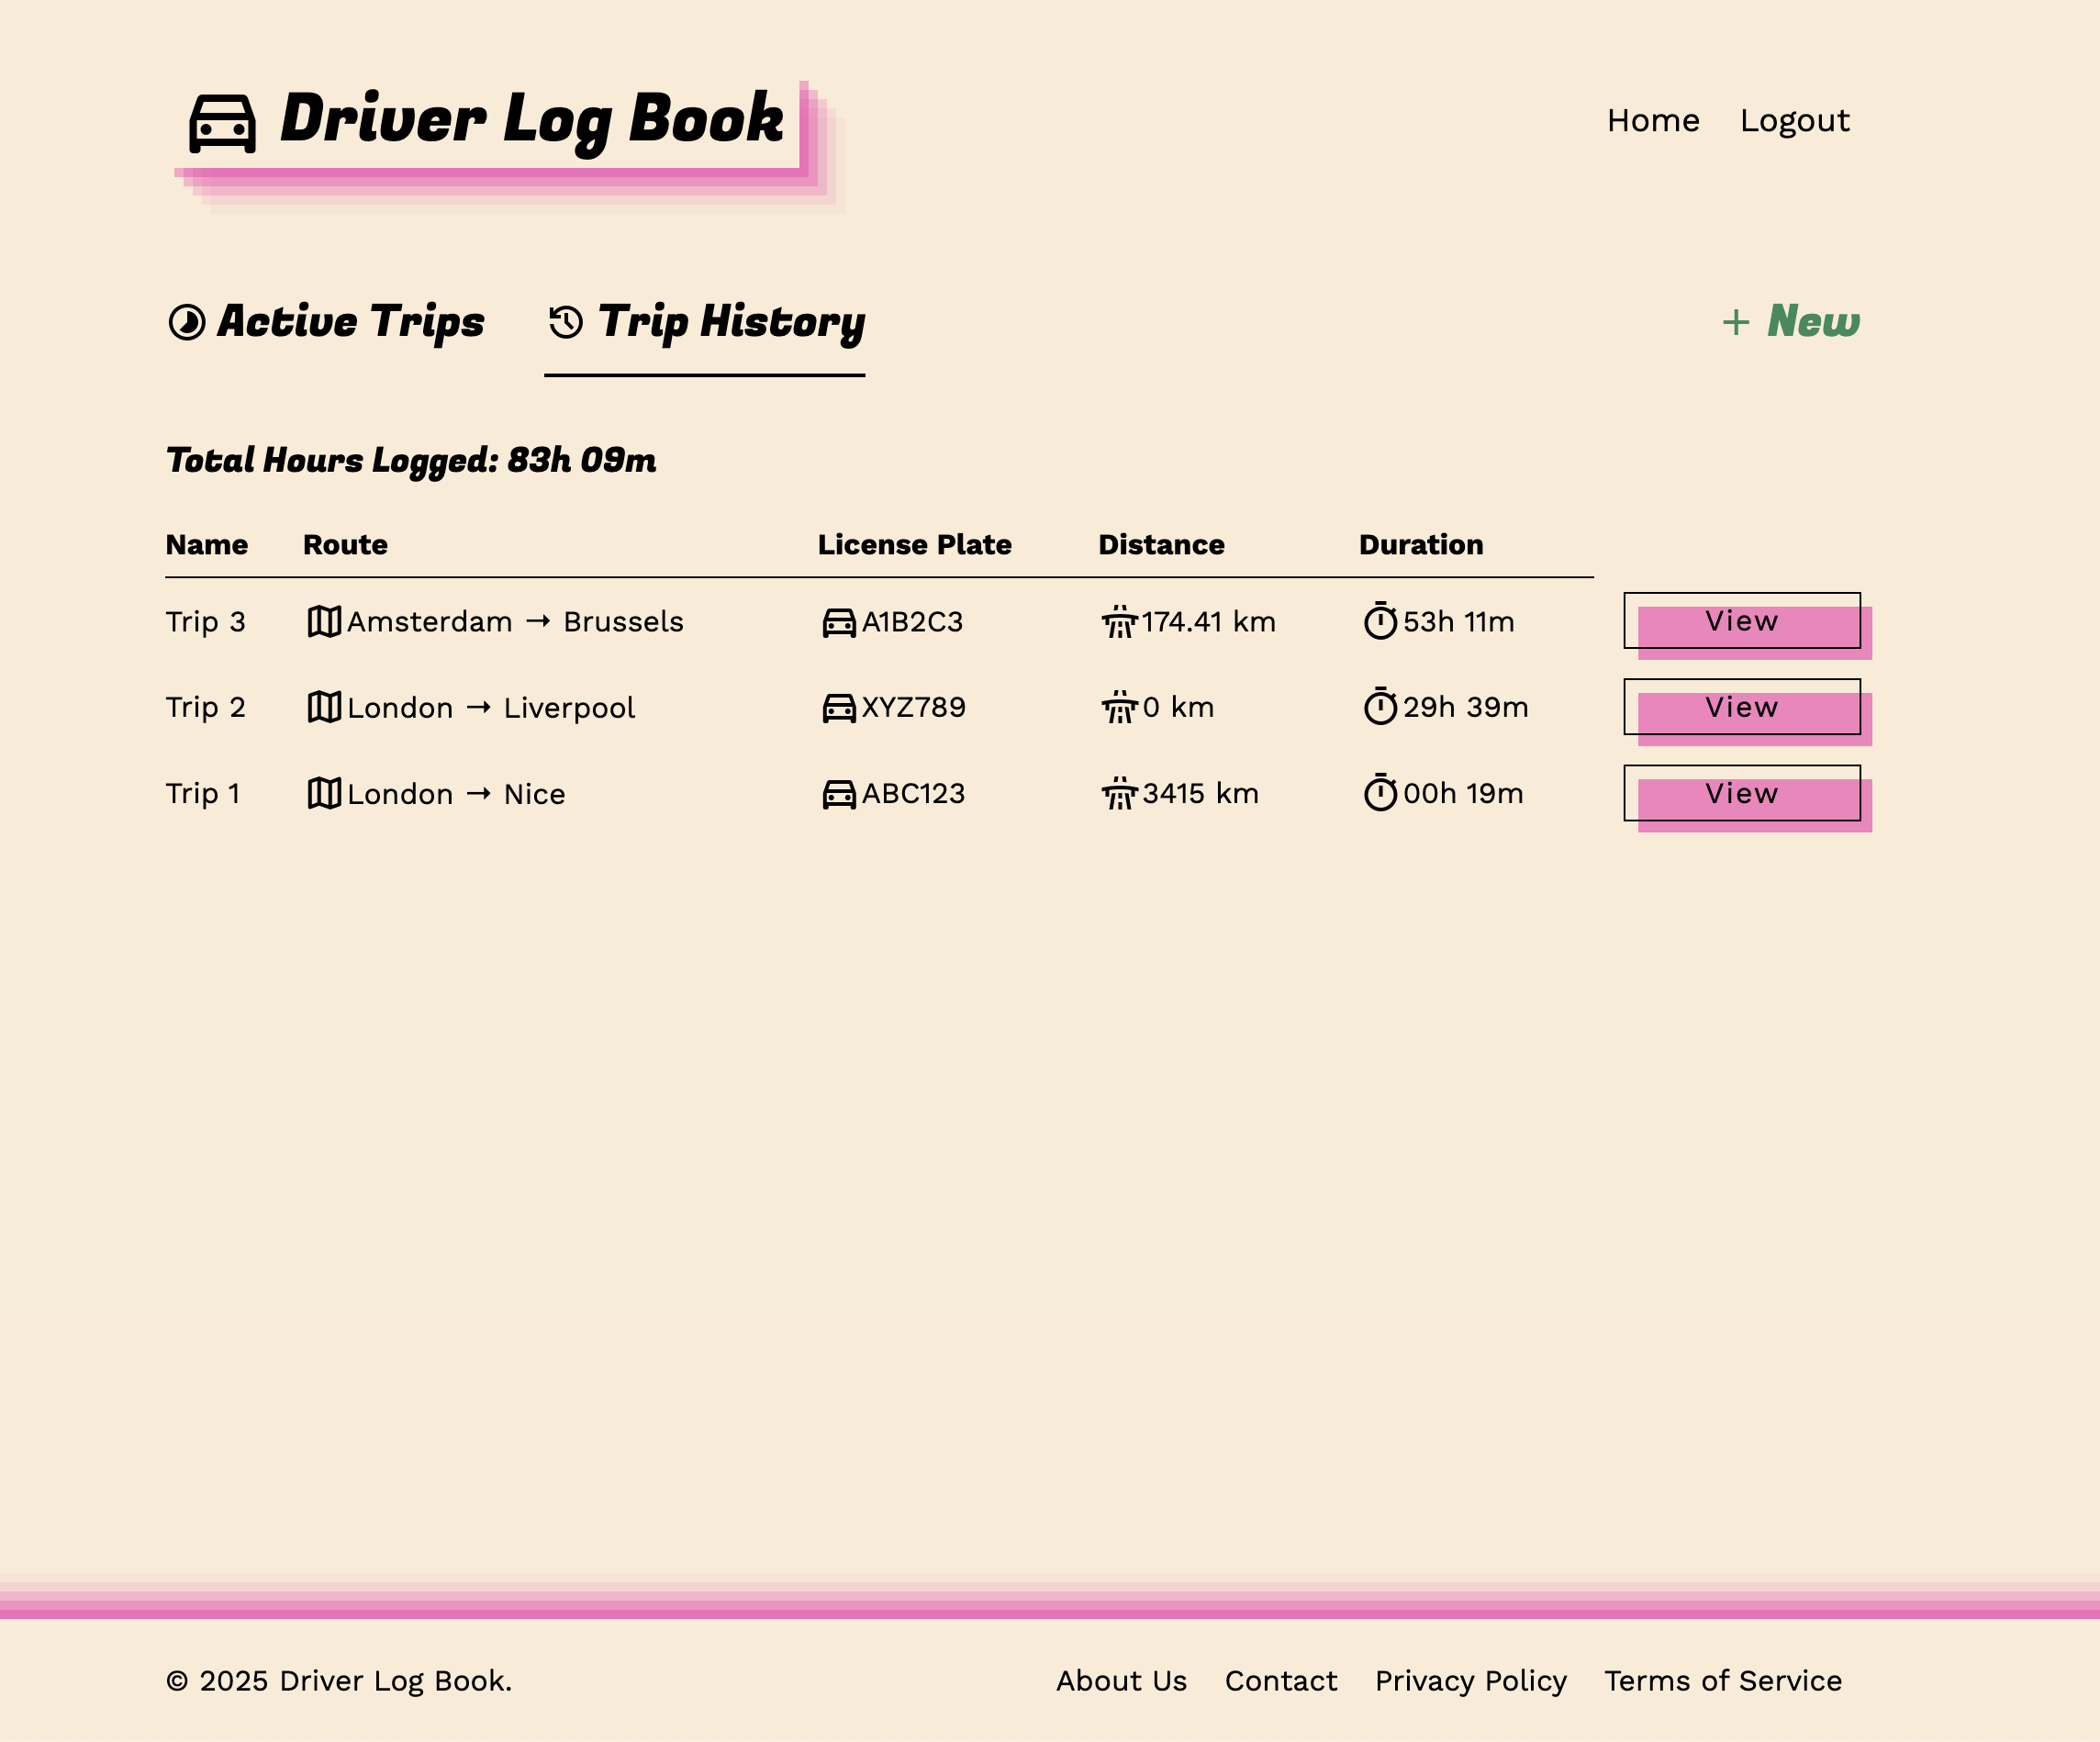 Driver Log Book
Home Logout
Active Trips Trip History + New
Total Hours Logged: 83h 09m
Name Route License Plate Distance Duration
Trip 3 Amsterdam → Brussels A1B2C3 174.41 km 53h 11m View
Trip 2 London → Liverpool XYZ789 0 km 29h 39m View
Trip 1 London → Nice ABC123 3415 km 00h 19m View
© 2025 Driver Log Book. About Us Contact Privacy Policy Terms of Service